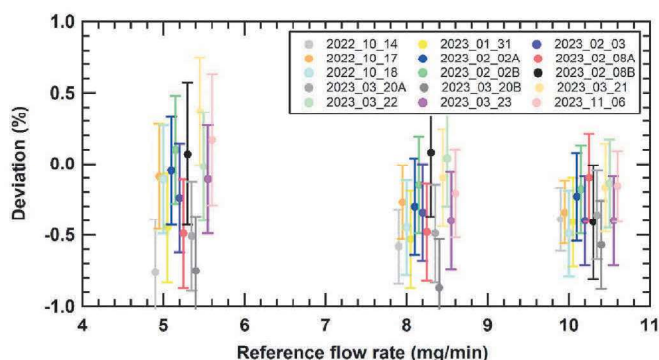 1.0
0.5
0.0
-0.5
-1.0
Deviation (%)
2022_10_14 2023_01_31 2023_02_03
2022_10_17 2023_02_02A 2023_02_08A
2022_10_18 2023_02_02B 2023_02_08B
2023_03_20A 2023_03_20B 2023_03_21
2023_03_22 2023_03_23 2023_11_06
4 5 6 7 8 9 10 11
Reference flow rate (mg/min)